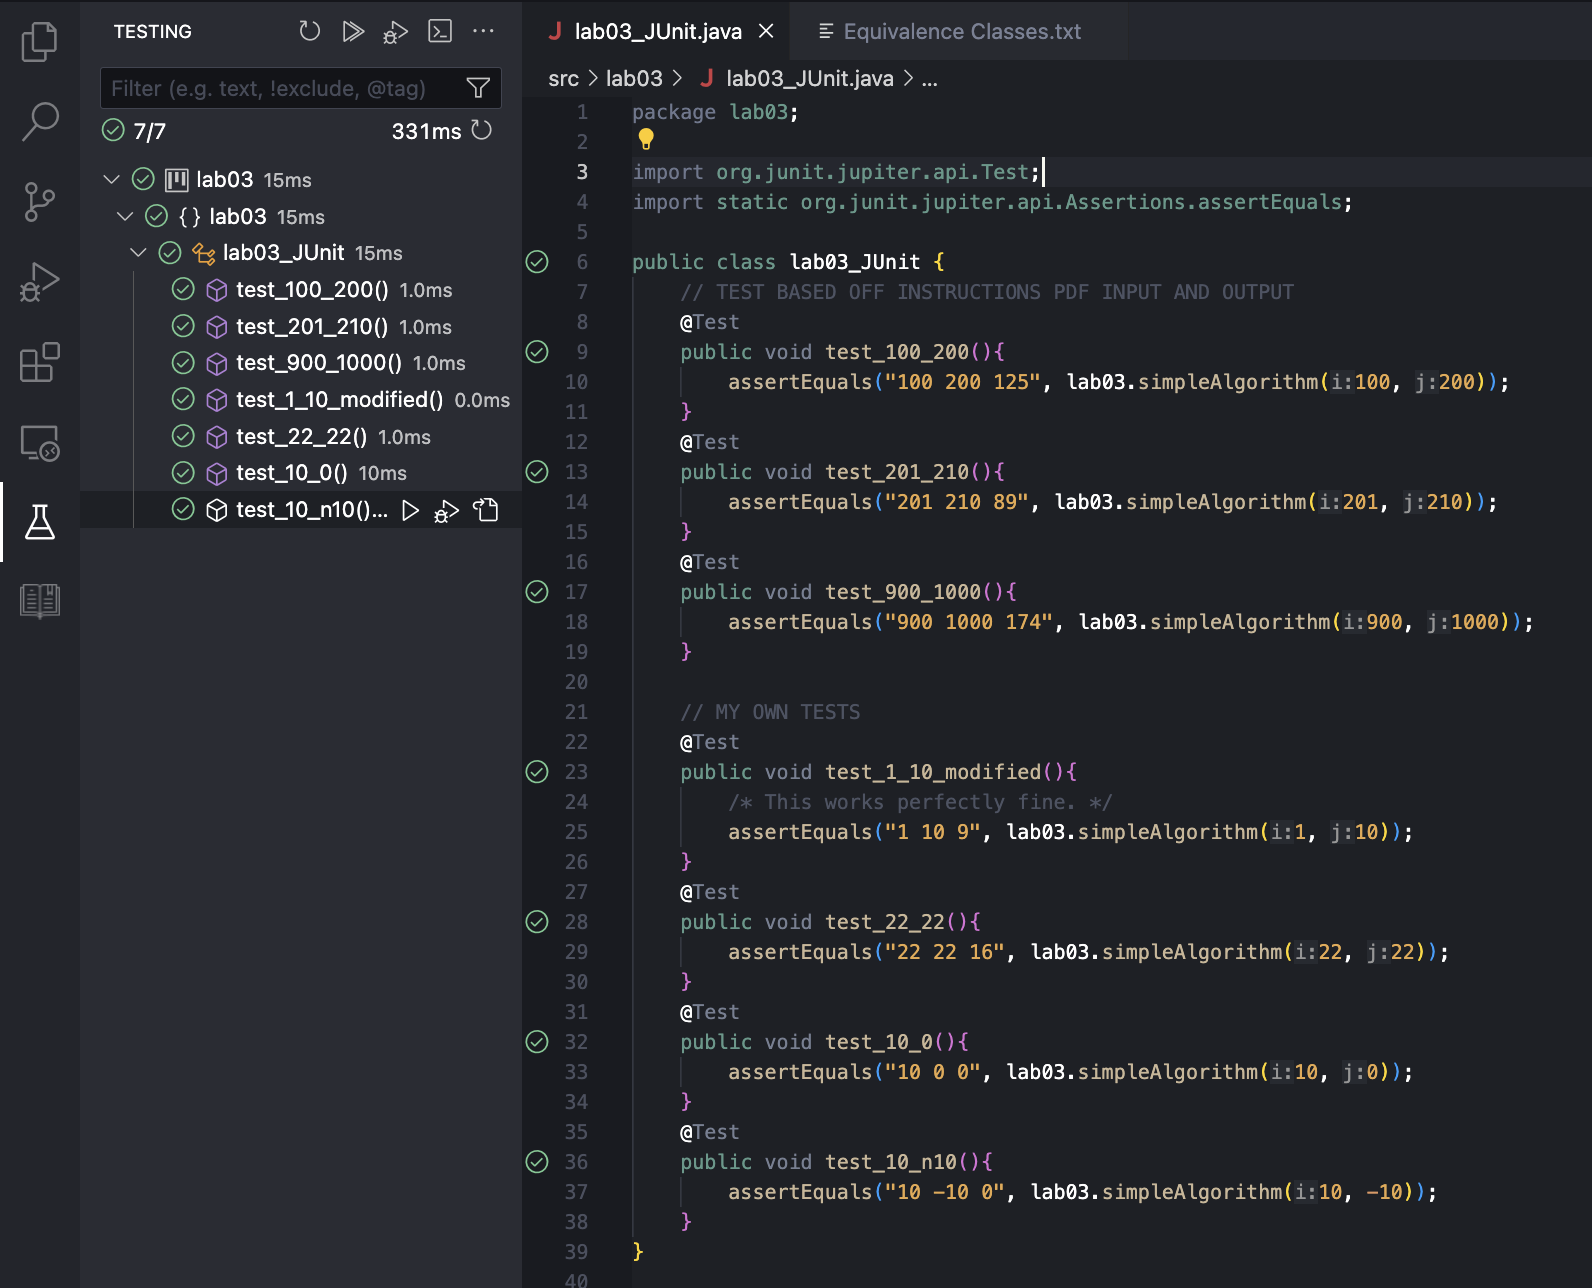 TESTING
Filter (e.g. text, !exclude, @tag)
7/7 331ms
lab03 15ms
{} lab03 15ms
lab03_JUnit 15ms
test_100_200() 1.0ms
test_201_210() 1.0ms
test_900_1000() 1.0ms
test_1_10_modified() 0.0ms
test_22_22() 1.0ms
test_10_0() 10ms
test_10_n10()...
J lab03_JUnit.java Equivalence Classes.txt
src > lab03 > J lab03_JUnit.java > ...
1 package lab03;
2
3 import org.junit.jupiter.api.Test;
4 import static org.junit.jupiter.api.Assertions.assertEquals;
5
6 public class lab03_JUnit {
7 // TEST BASED OFF INSTRUCTIONS PDF INPUT AND OUTPUT
8 @Test
9 public void test_100_200(){
10 assertEquals("100 200 125", lab03.simpleAlgorithm(i:100, j:200));
11 }
12 @Test
13 public void test_201_210(){
14 assertEquals("201 210 89", lab03.simpleAlgorithm(i:201, j:210));
15 }
16 @Test
17 public void test_900_1000(){
18 assertEquals("900 1000 174", lab03.simpleAlgorithm(i:900, j:1000));
19 }
20
21 // MY OWN TESTS
22 @Test
23 public void test_1_10_modified(){
24 /* This works perfectly fine. */
25 assertEquals("1 10 9", lab03.simpleAlgorithm(i:1, j:10));
26 }
27 @Test
28 public void test_22_22(){
29 assertEquals("22 22 16", lab03.simpleAlgorithm(i:22, j:22));
30 }
31 @Test
32 public void test_10_0(){
33 assertEquals("10 0 0", lab03.simpleAlgorithm(i:10, j:0));
34 }
35 @Test
36 public void test_10_n10(){
37 assertEquals("10 -10 0", lab03.simpleAlgorithm(i:10, -10));
38 }
39 }
40